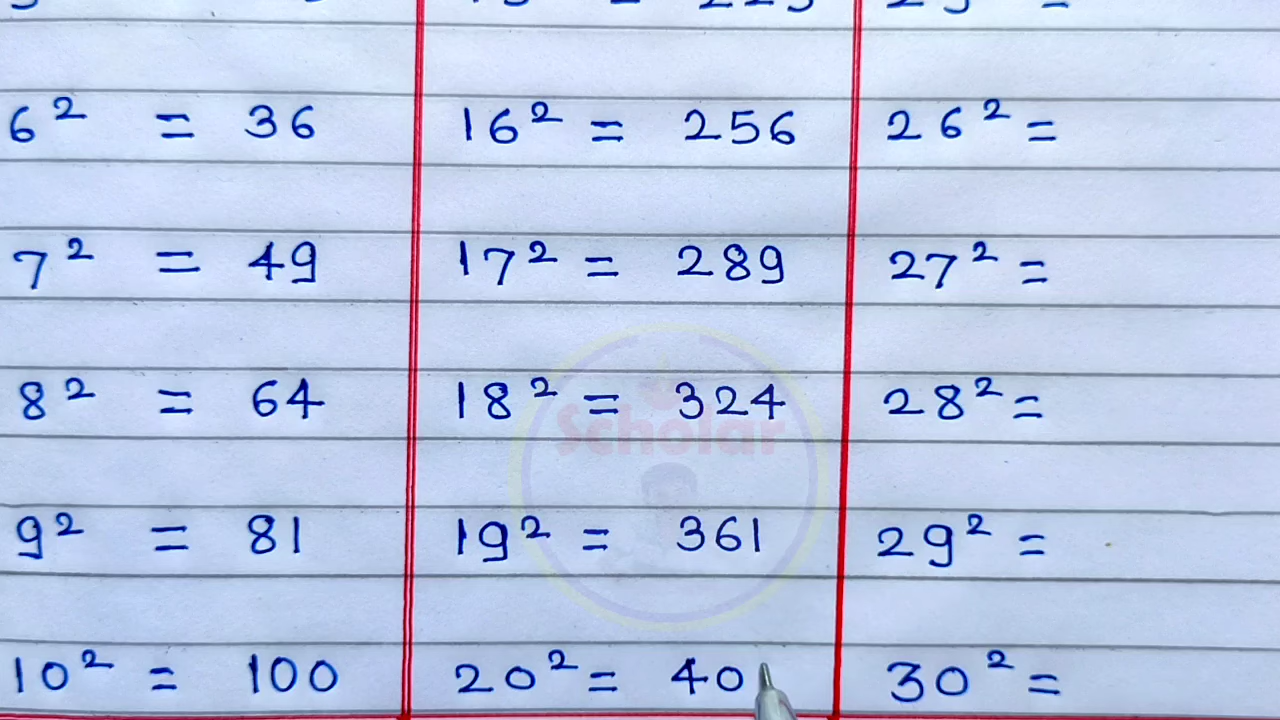 6² = 36 16² = 256 26² =
7² = 49 17² = 289 27² =
8² = 64 18² = 324 28² =
Scholar
9² = 81 19² = 361 29² =
10² = 100 20² = 40 30² =